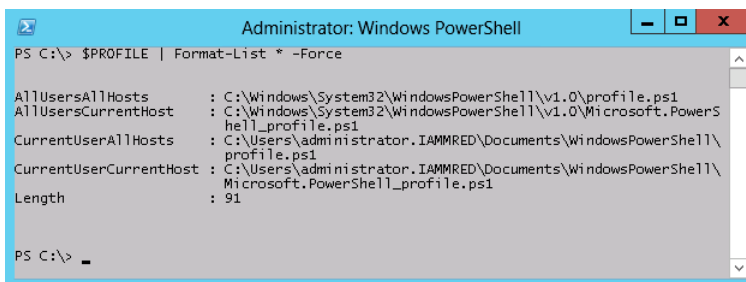 Administrator: Windows PowerShell
PS C:\> $PROFILE | Format-List * -Force
AllUsersAllHosts : C:\Windows\System32\WindowsPowerShell\v1.0\profile.ps1
AllUsersCurrentHost : C:\Windows\System32\WindowsPowerShell\v1.0\Microsoft.PowerS
hell_profile.ps1
CurrentUserAllHosts : C:\Users\administrator.IAMMRED\Documents\WindowsPowerShell\
profile.ps1
CurrentUserCurrentHost : C:\Users\administrator.IAMMRED\Documents\WindowsPowerShell\
Microsoft.PowerShell_profile.ps1
Length : 91
PS C:\> _